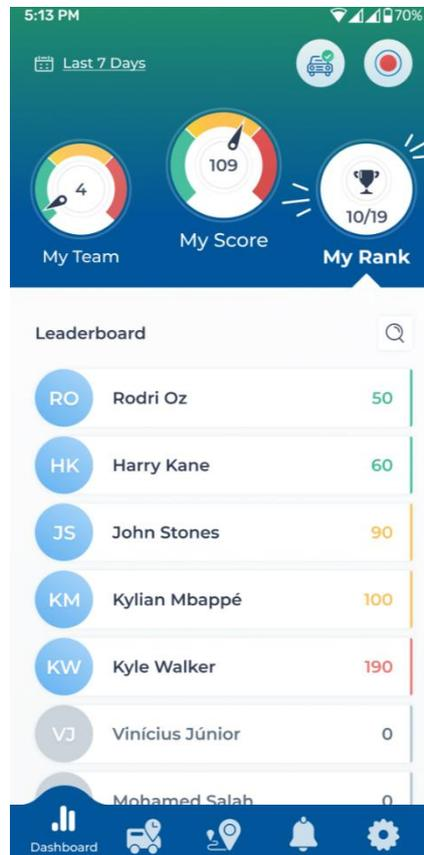 5:13 PM
70%
Last 7 Days
4
109
10/19
My Team
My Score
My Rank
Leaderboard
RO Rodri Oz 50
HK Harry Kane 60
JS John Stones 90
KM Kylian Mbappé 100
KW Kyle Walker 190
VJ Vinícius Júnior 0
Mohamed Salah 0
Dashboard